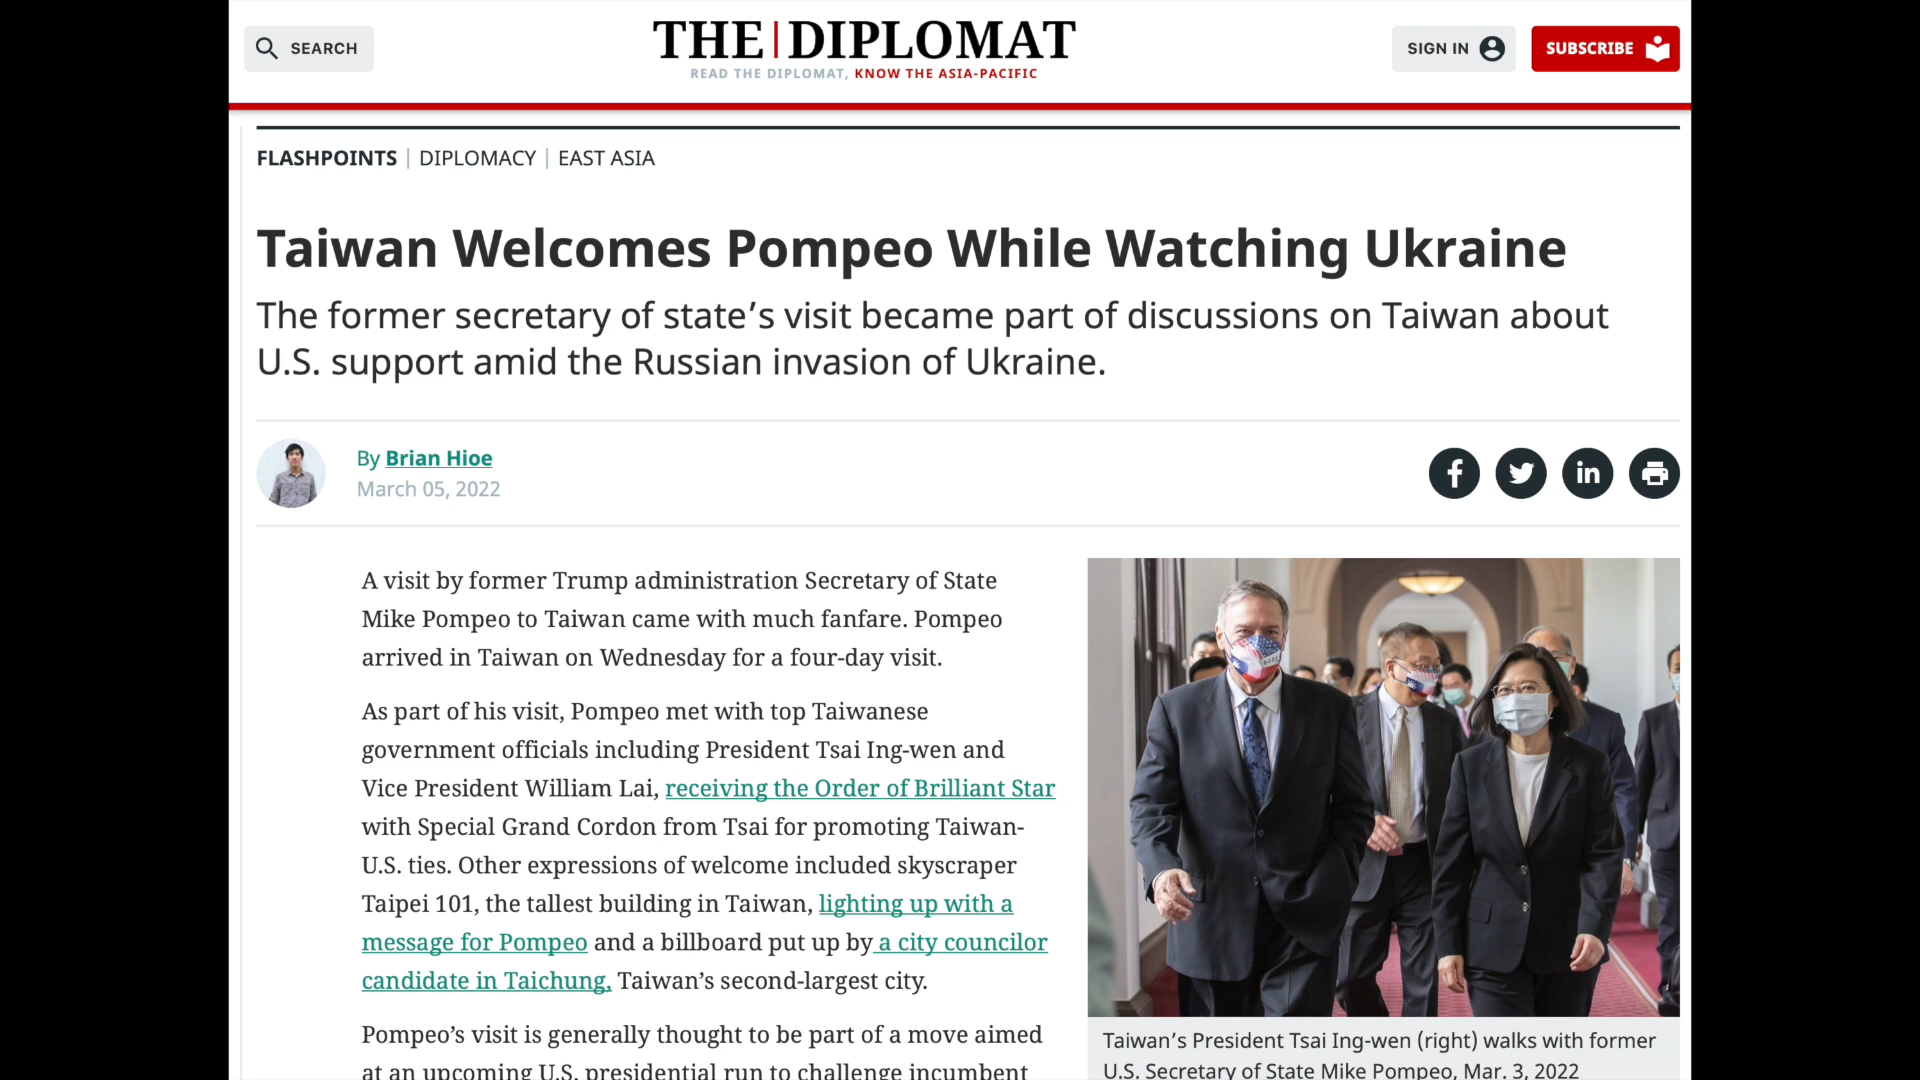 SEARCH
THE|DIPLOMAT
READ THE DIPLOMAT, KNOW THE ASIA-PACIFIC
SIGN IN
SUBSCRIBE
FLASHPOINTS | DIPLOMACY | EAST ASIA
Taiwan Welcomes Pompeo While Watching Ukraine
The former secretary of state’s visit became part of discussions on Taiwan about
U.S. support amid the Russian invasion of Ukraine.
By Brian Hioe
March 05, 2022
A visit by former Trump administration Secretary of State
Mike Pompeo to Taiwan came with much fanfare. Pompeo
arrived in Taiwan on Wednesday for a four-day visit.
As part of his visit, Pompeo met with top Taiwanese
government officials including President Tsai Ing-wen and
Vice President William Lai, receiving the Order of Brilliant Star
with Special Grand Cordon from Tsai for promoting Taiwan-
U.S. ties. Other expressions of welcome included skyscraper
Taipei 101, the tallest building in Taiwan, lighting up with a
message for Pompeo and a billboard put up by a city councilor
candidate in Taichung, Taiwan’s second-largest city.
Pompeo’s visit is generally thought to be part of a move aimed
at an upcoming U.S. presidential run to challenge incumbent
Taiwan’s President Tsai Ing-wen (right) walks with former
U.S. Secretary of State Mike Pompeo, Mar. 3, 2022